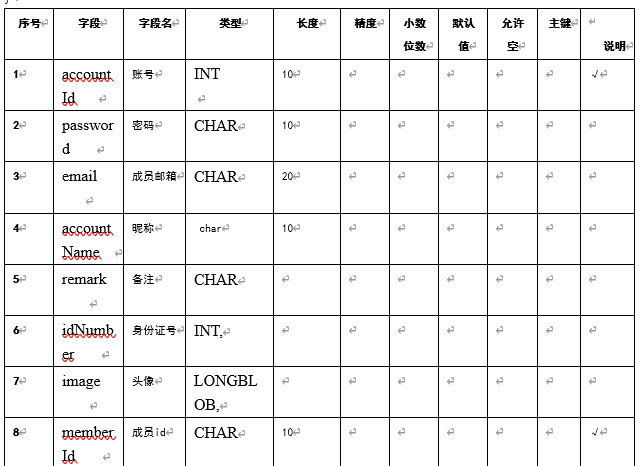 序号 字段 字段名 类型 长度 精度 小数位数 默认值 允许空 主键 说明
1 accountId 账号 INT 10 √
2 password 密码 CHAR 10
3 email 成员邮箱 CHAR 20
4 accountName 昵称 char 10
5 remark 备注 CHAR
6 idNumber 身份证号 INT,
7 image 头像 LONGBLOB,
8 memberId 成员id CHAR 10 √